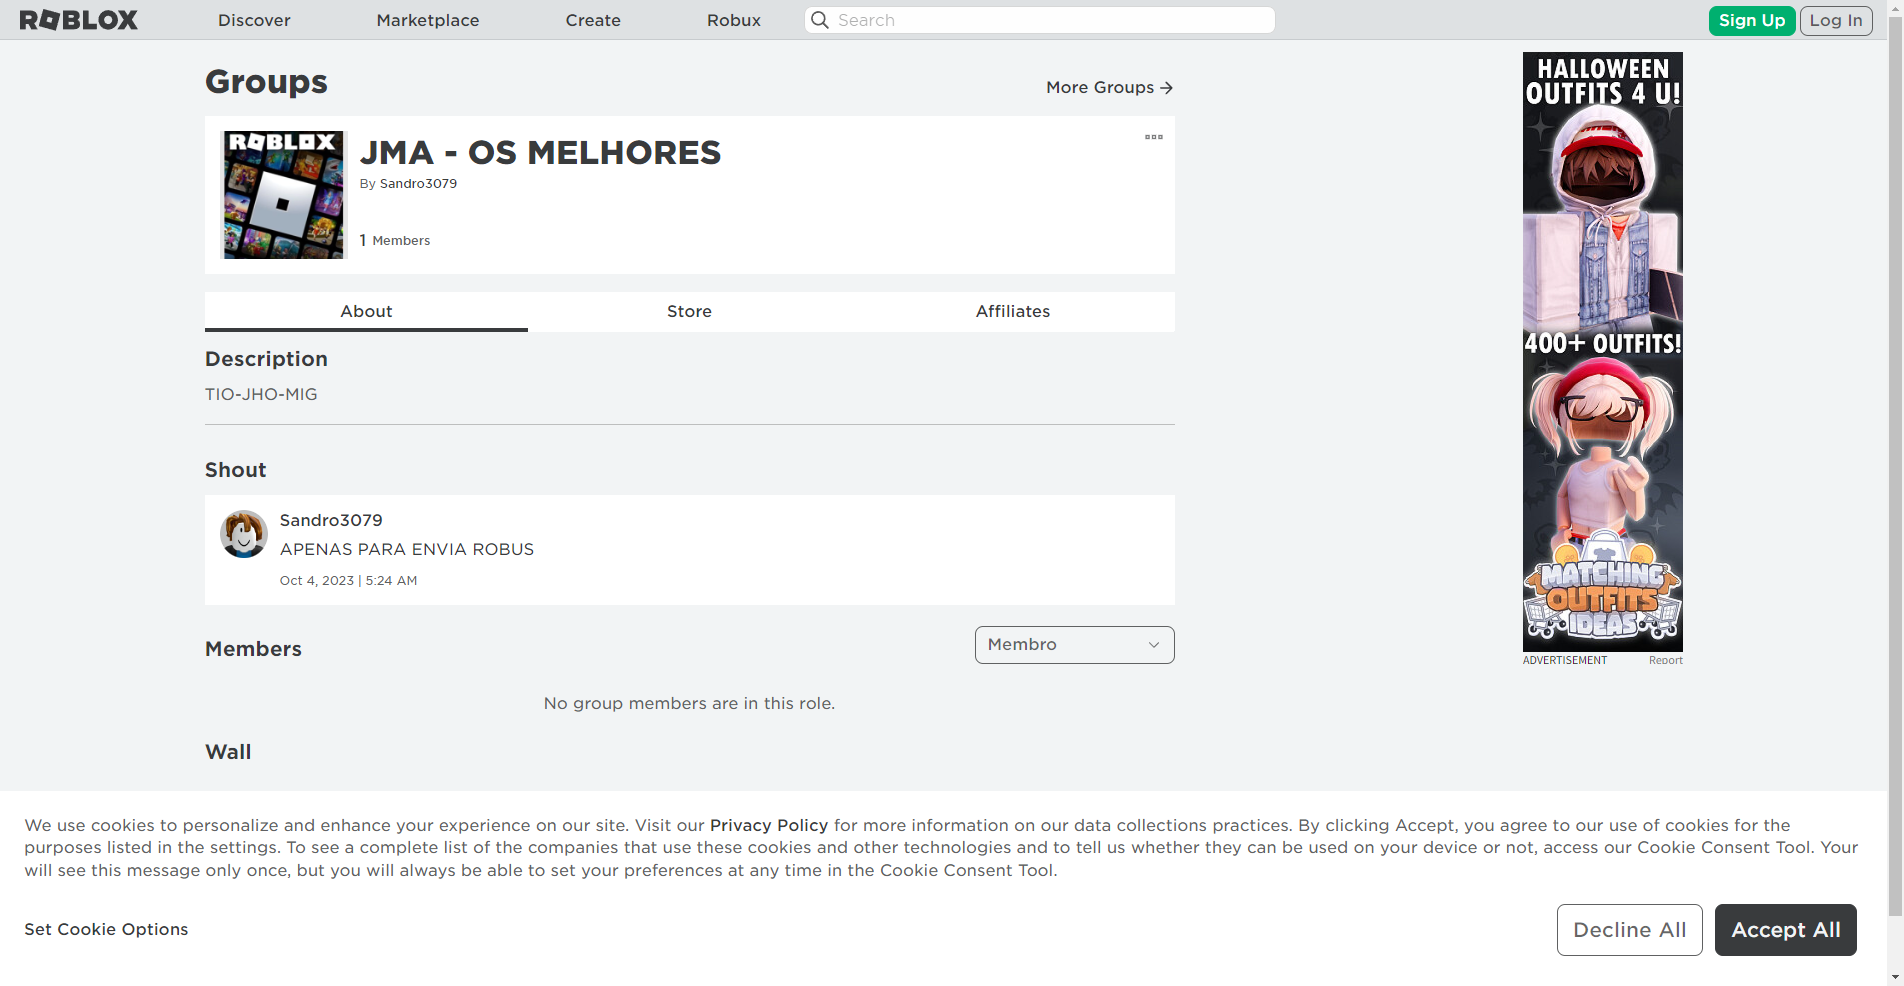 ROBLOX
Discover
Marketplace
Create
Robux
Search
Sign Up
Log In
Groups
More Groups
ROBLOX
JMA - OS MELHORES
By Sandro3079
1 Members
About
Store
Affiliates
Description
TIO-JHO-MIG
Shout
Sandro3079
APENAS PARA ENVIA ROBUS
Oct 4, 2023 | 5:24 AM
Members
Membro
No group members are in this role.
Wall
HALLOWEEN
OUTFITS 4 U!
400+ OUTFITS!
MATCHING
OUTFITS
IDEAS
ADVERTISEMENT
Report
We use cookies to personalize and enhance your experience on our site. Visit our Privacy Policy for more information on our data collections practices. By clicking Accept, you agree to our use of cookies for the
purposes listed in the settings. To see a complete list of the companies that use these cookies and other technologies and to tell us whether they can be used on your device or not, access our Cookie Consent Tool. Your
will see this message only once, but you will always be able to set your preferences at any time in the Cookie Consent Tool.
Set Cookie Options
Decline All
Accept All